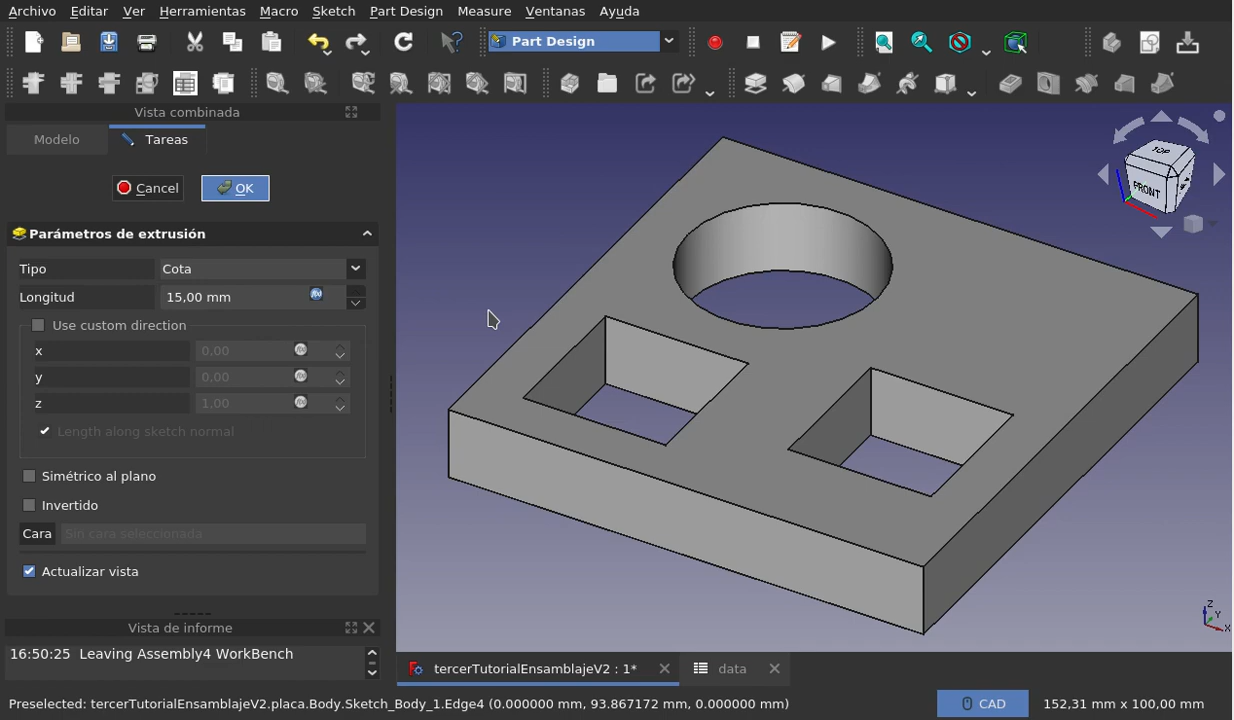 Archivo Editar Ver Herramientas Macro Sketch Part Design Measure Ventanas Ayuda
Part Design
Vista combinada
Modelo Tareas
Cancel OK
Parámetros de extrusión
Tipo Cota
Longitud 15,00 mm
Use custom direction
x 0,00
y 0,00
z 1,00
Length along sketch normal
Simétrico al plano
Invertido
Cara Sin cara seleccionada
Actualizar vista
Vista de informe
16:50:25 Leaving Assembly4 WorkBench
TOP
FRONT
Z
Y
X
tercerTutorialEnsamblajeV2 : 1* data
Preselected: tercerTutorialEnsamblajeV2.placa.Body.Sketch_Body_1.Edge4 (0.000000 mm, 93.867172 mm, 0.000000 mm) CAD 152,31 mm x 100,00 mm